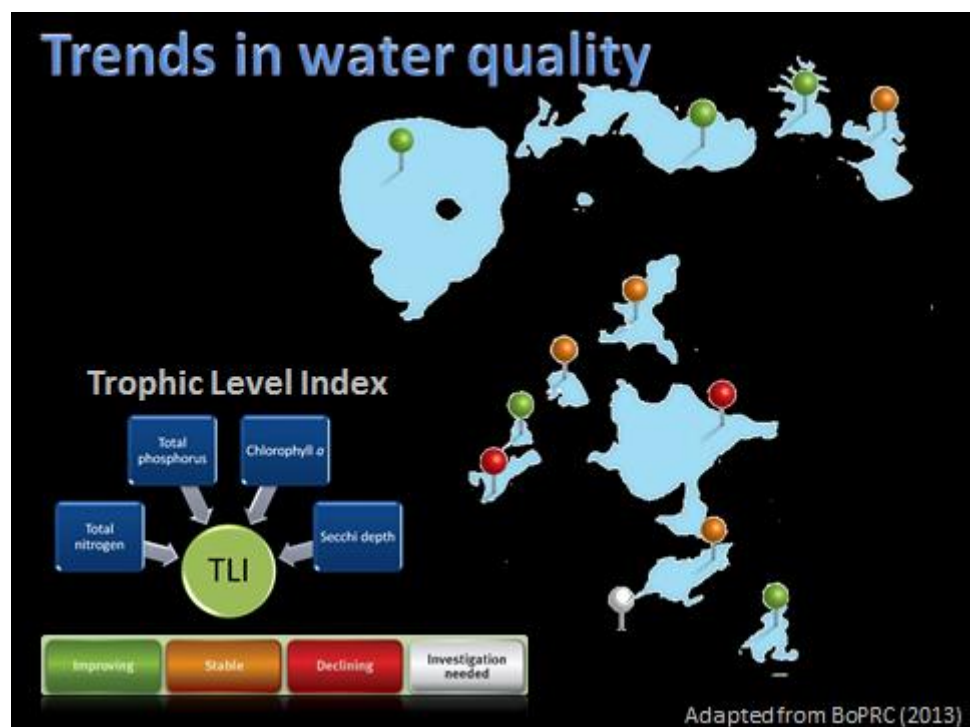 Trends in water quality
Trophic Level Index
Total
phosphorus
Chlorophyll a
Total
nitrogen
Secchi depth
TLI
Improving
Stable
Declining
Investigation
needed
Adapted from BoPRC (2013)